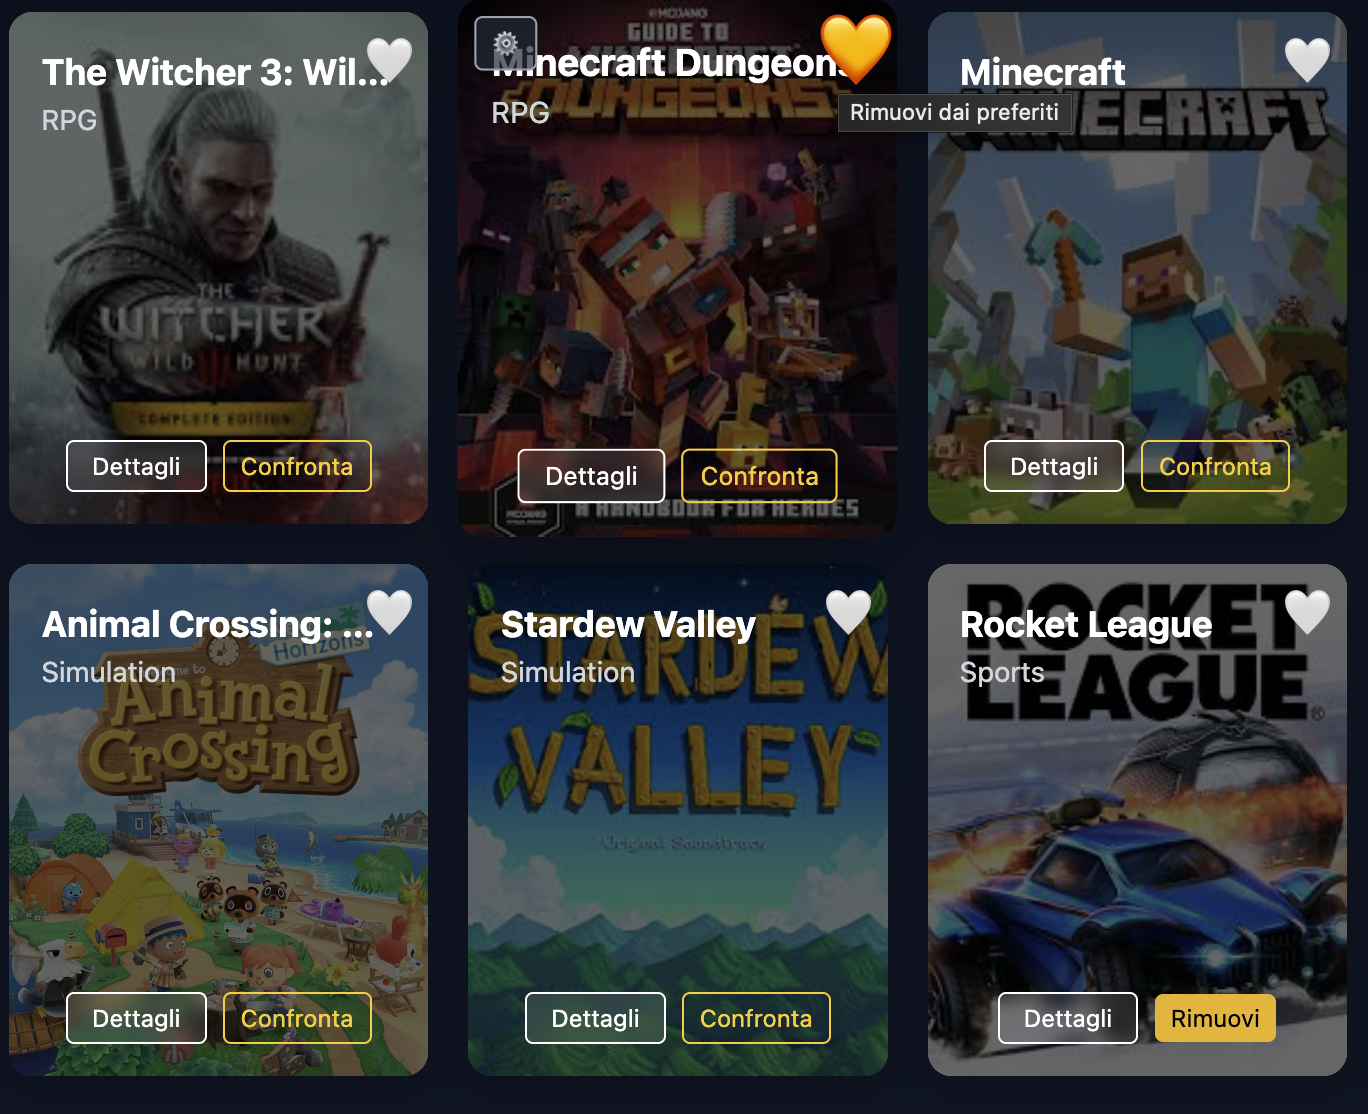 The Witcher 3: Wil...
RPG
THE
WITCHER
WILD HUNT
COMPLETE EDITION
Dettagli
Confronta
MOJANG
GUIDE TO
MINECRAFT
DUNGEONS
Minecraft Dungeons
RPG
Rimuovi dai preferiti
Dettagli
Confronta
MOJANG
A HANDBOOK FOR HEROES
Minecraft
MINECRAFT
Dettagli
Confronta
Animal Crossing: ...
Simulation
Horizons
Animal
Crossing
Dettagli
Confronta
Stardew Valley
Simulation
STARDEW
VALLEY
Original Soundtrack
Dettagli
Confronta
Rocket League
Sports
ROCKET
LEAGUE®
Dettagli
Rimuovi